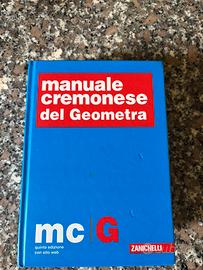 manuale
cremonese
del Geometra
mc G
quinta edizione
con sito web
ZANICHELLI